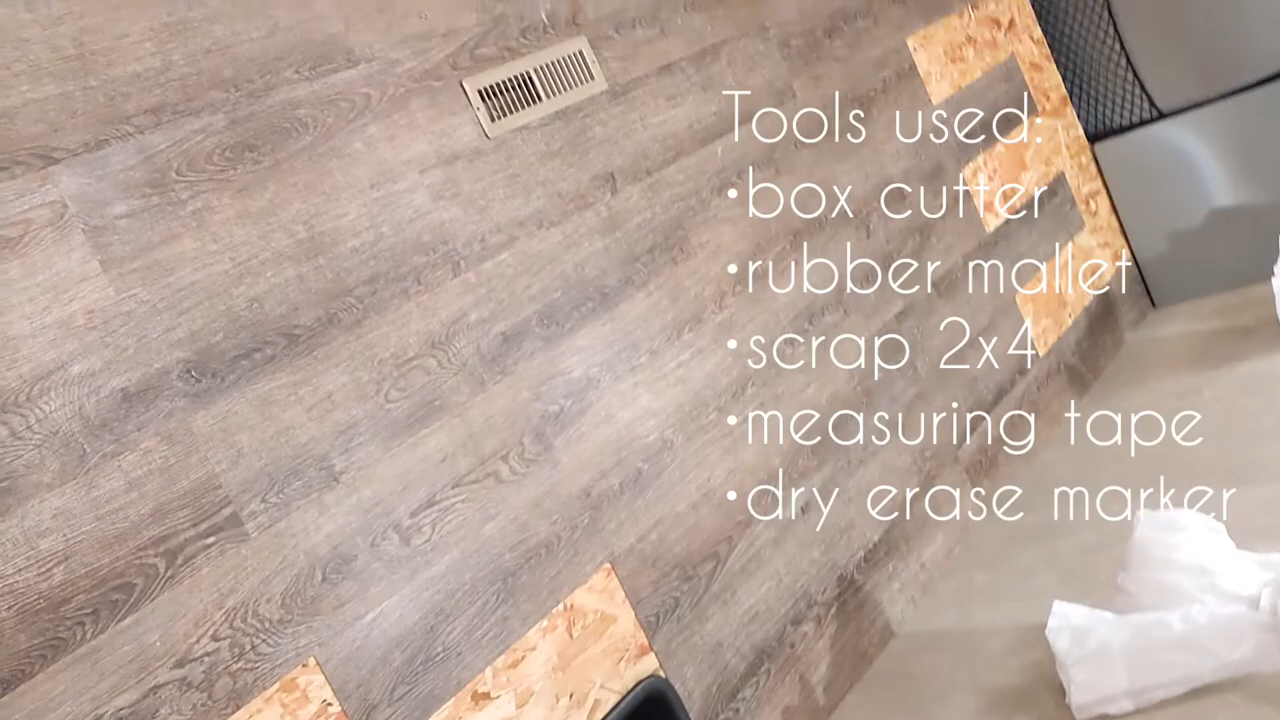 Tools used:
•box cutter
•rubber mallet
•scrap 2x4
•measuring tape
•dry erase marker